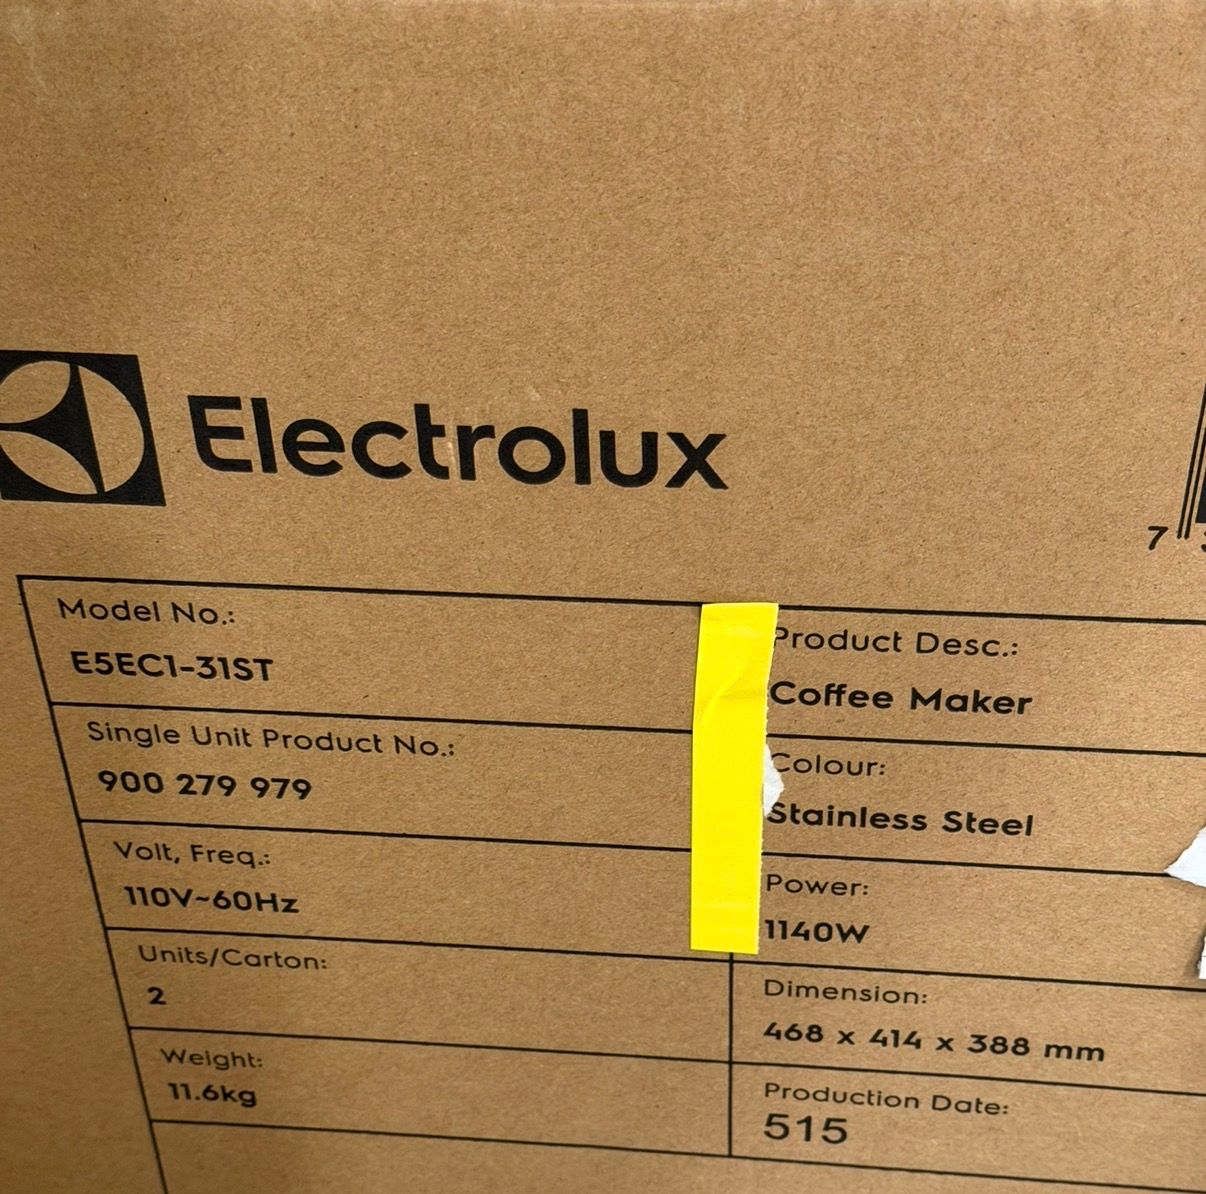 Electrolux
7
Model No.:
E5EC1-31ST
Product Desc.:
Coffee Maker
Single Unit Product No.:
900 279 979
Colour:
Stainless Steel
Volt, Freq.:
110V~60Hz
Power:
1140W
Units/Carton:
2
Dimension:
468 x 414 x 388 mm
Weight:
11.6kg
Production Date:
515